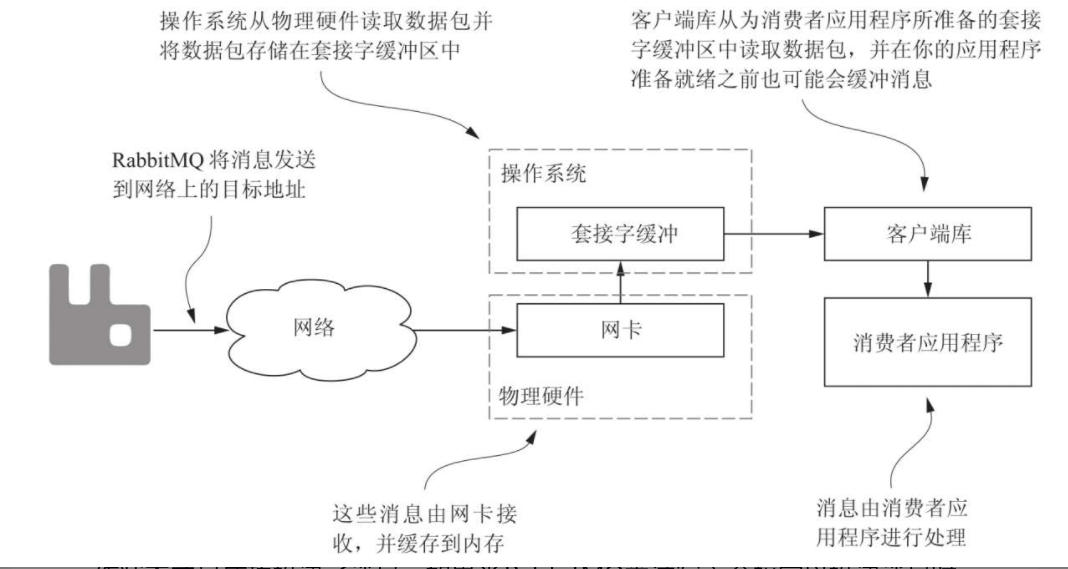 操作系统从物理硬件读取数据包并
将数据包存储在套接字缓冲区中
客户端库从为消费者应用程序所准备的套接
字缓冲区中读取数据包，并在你的应用程序
准备就绪之前也可能会缓冲消息
RabbitMQ 将消息发送
到网络上的目标地址
操作系统
套接字缓冲
客户端库
网络
网卡
消费者应用程序
物理硬件
这些消息由网卡接
收，并缓存到内存
消息由消费者应
用程序进行处理